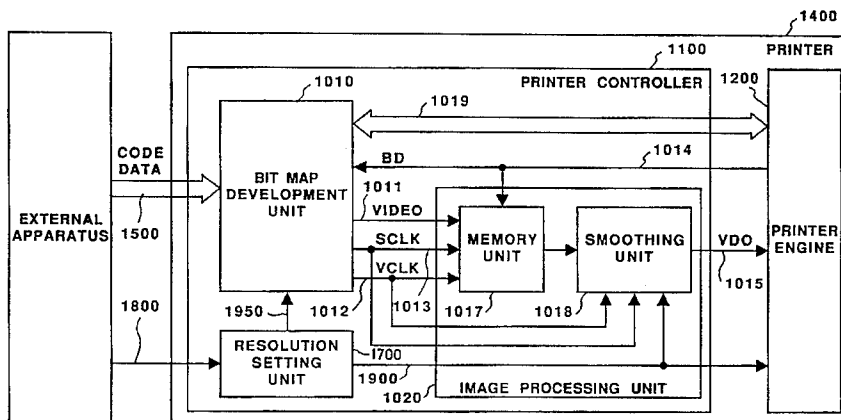 1400
PRINTER
1100
PRINTER CONTROLLER
1200
1010
1019
CODE
DATA
BD
1014
BIT MAP
DEVELOPMENT
UNIT
1011
VIDEO
EXTERNAL
APPARATUS
1500
SCLK
MEMORY
UNIT
SMOOTHING
UNIT
VDO
PRINTER
ENGINE
VCLK
1012
1013
1017
1018
1015
1800
1950
RESOLUTION
SETTING
UNIT
1700
1900
1020
IMAGE PROCESSING UNIT